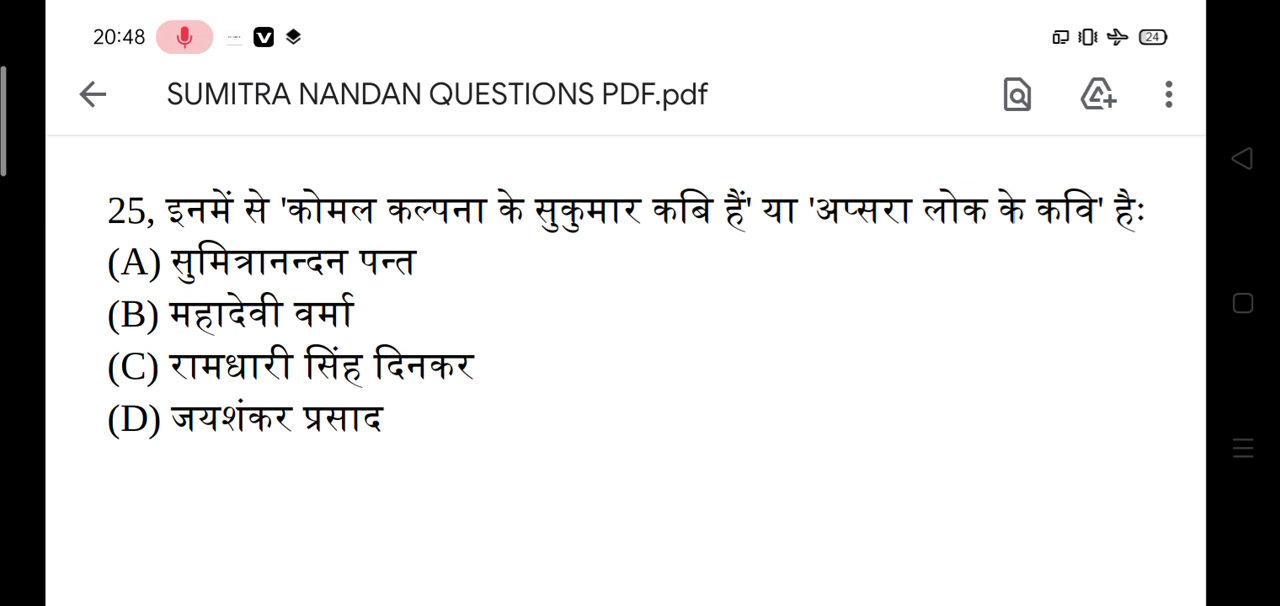 20:48
24
SUMITRA NANDAN QUESTIONS PDF.pdf
25, इनमें से 'कोमल कल्पना के सुकुमार कबि हैं' या 'अप्सरा लोक के कवि' हैः
(A) सुमित्रानन्दन पन्त
(B) महादेवी वर्मा
(C) रामधारी सिंह दिनकर
(D) जयशंकर प्रसाद